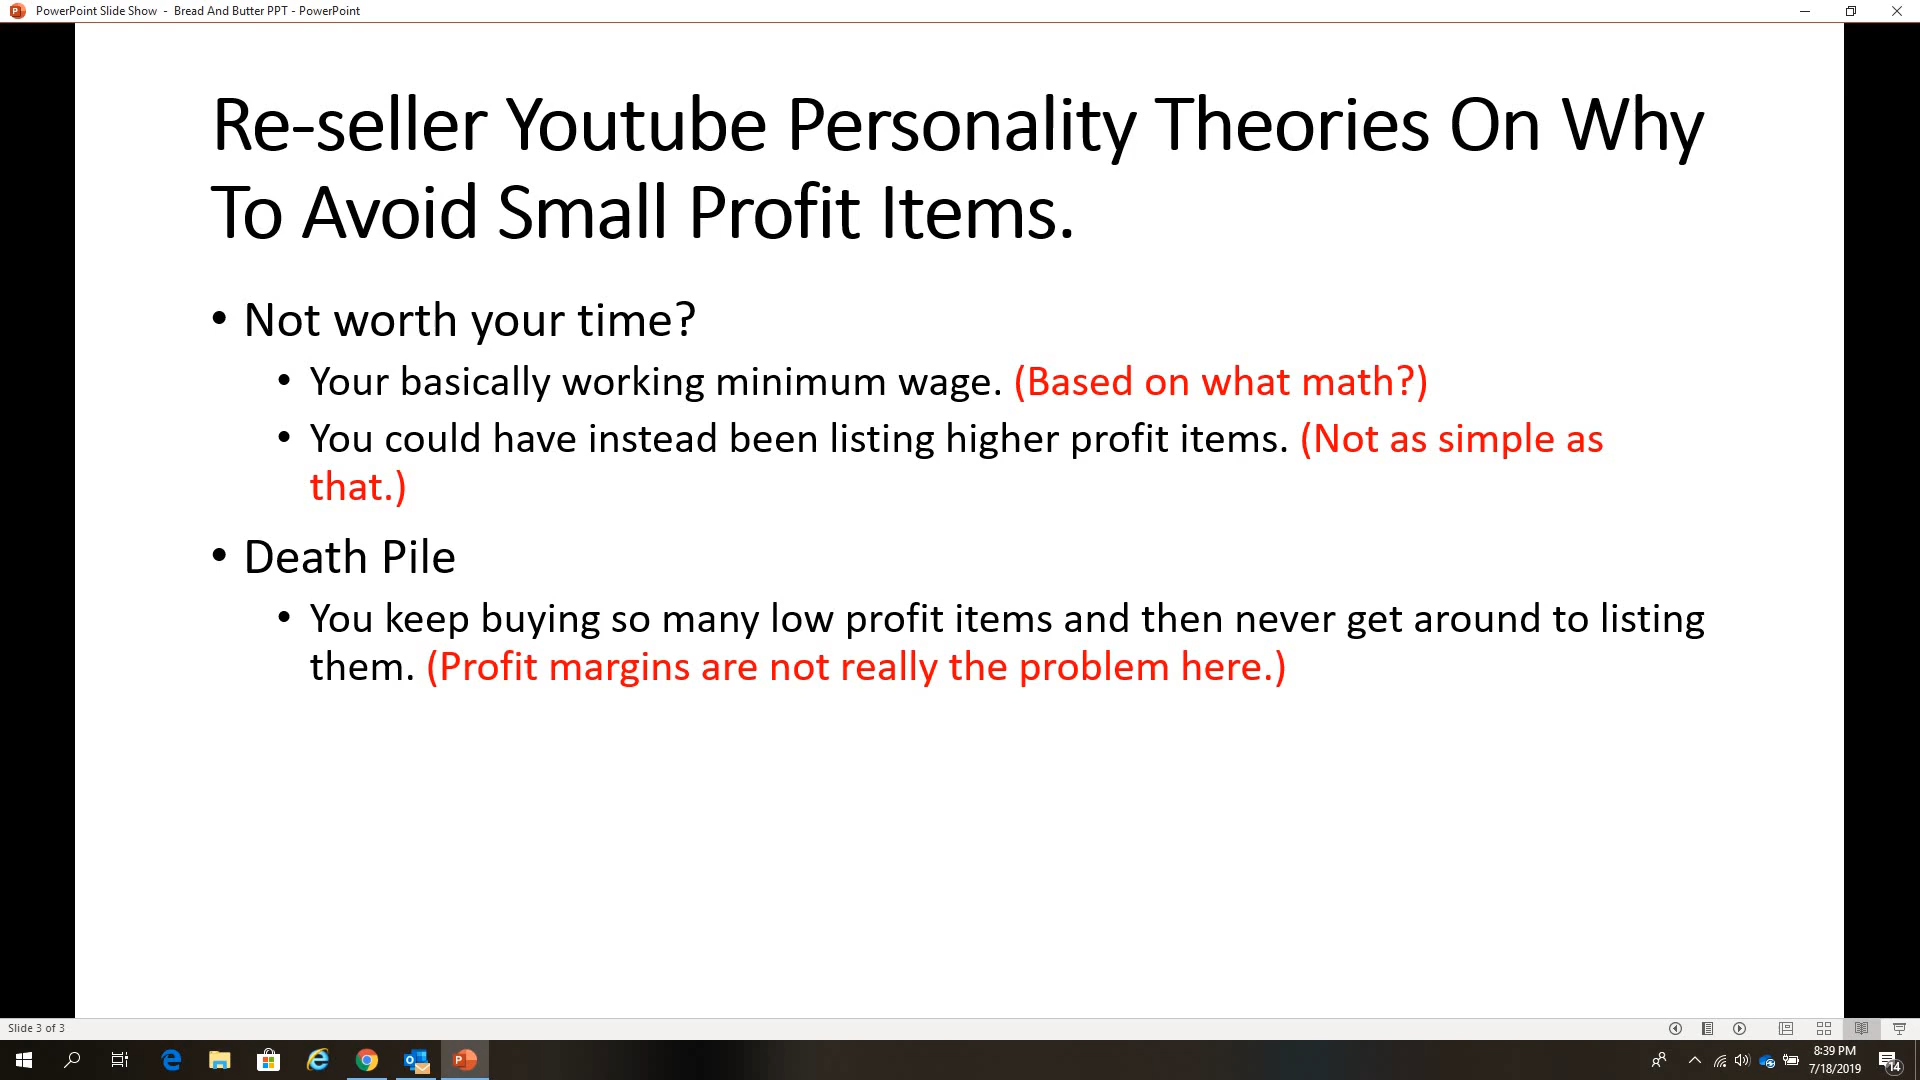 PowerPoint Slide Show - Bread And Butter PPT - PowerPoint
Re-seller Youtube Personality Theories On Why
To Avoid Small Profit Items.
• Not worth your time?
• Your basically working minimum wage. (Based on what math?)
• You could have instead been listing higher profit items. (Not as simple as
that.)
• Death Pile
• You keep buying so many low profit items and then never get around to listing
them. (Profit margins are not really the problem here.)
Slide 3 of 3
8:39 PM
7/18/2019
14